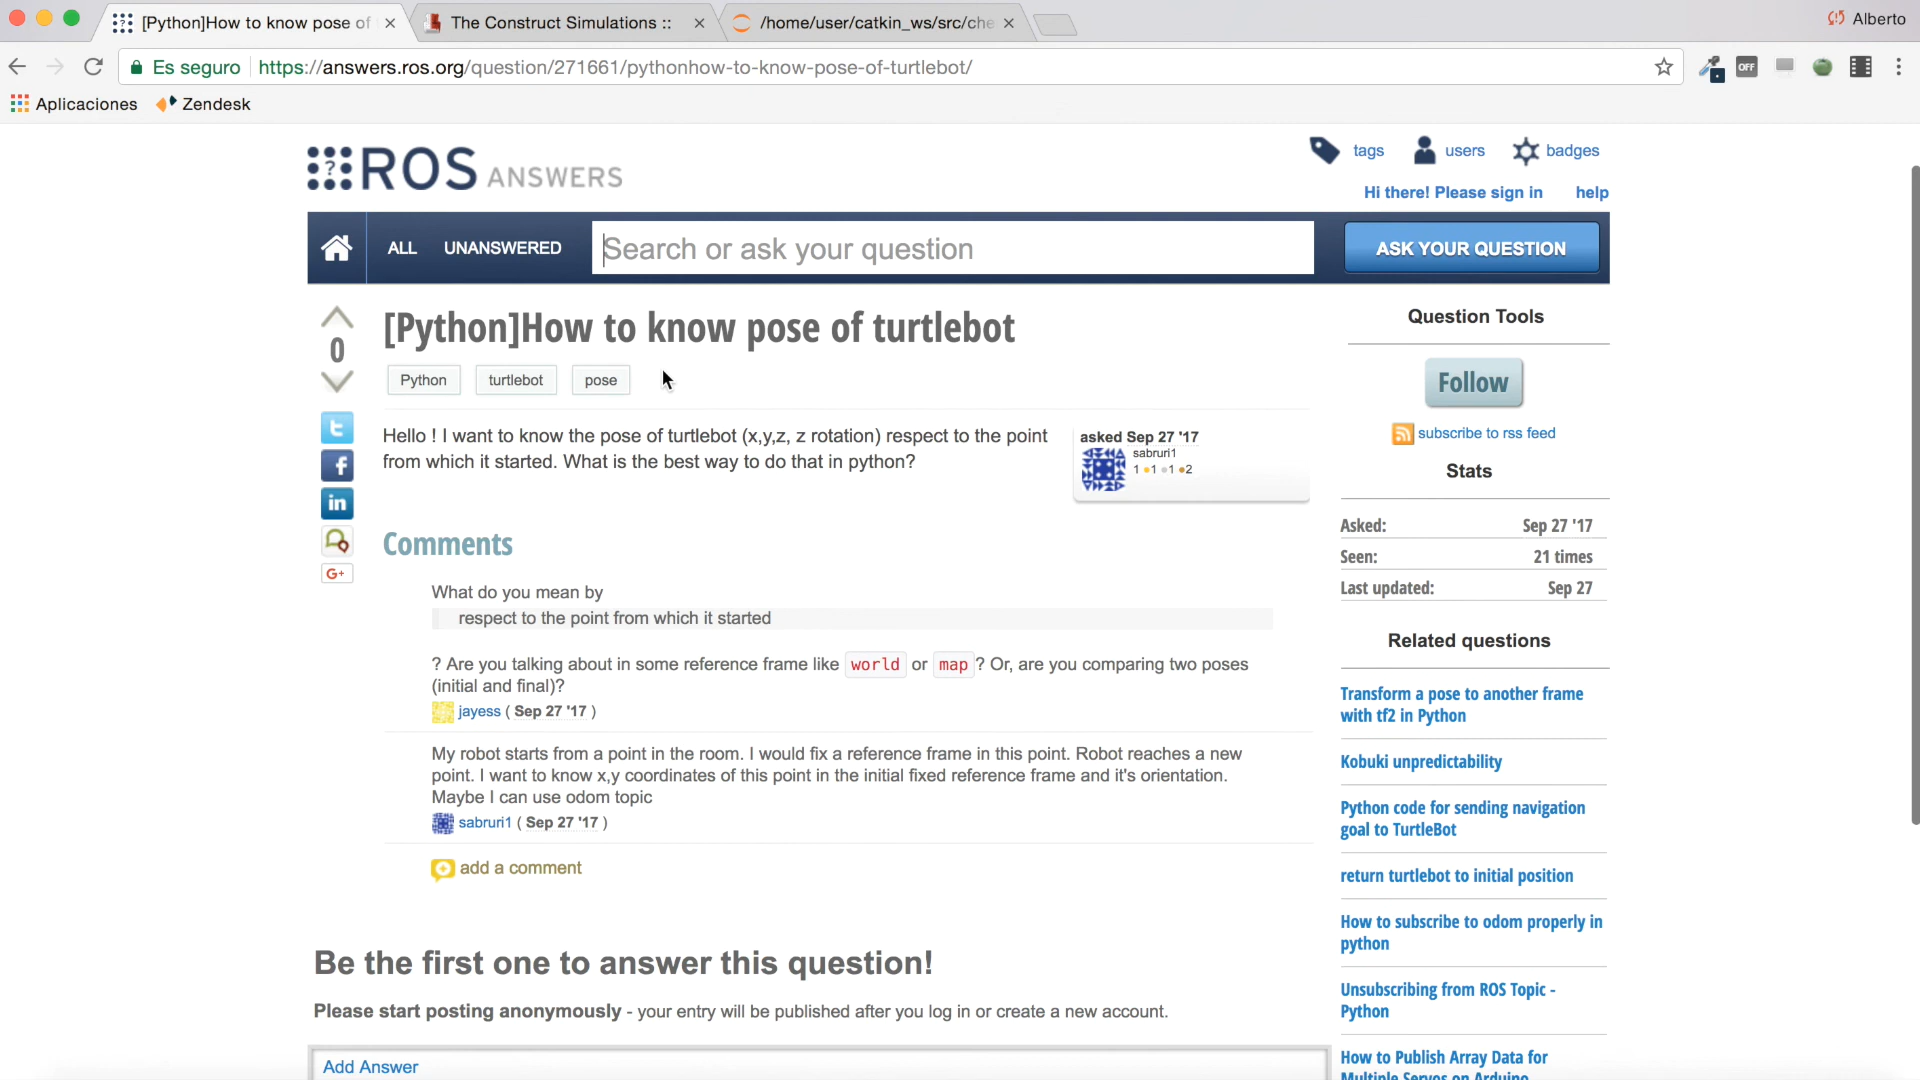 [Python]How to know pose of
The Construct Simulations ::
/home/user/catkin_ws/src/che
Alberto
Es seguro
https://answers.ros.org/question/271661/pythonhow-to-know-pose-of-turtlebot/
OFF
Aplicaciones
Zendesk
? ROS ANSWERS
tags
users
badges
Hi there! Please sign in
help
ALL
UNANSWERED
Search or ask your question
ASK YOUR QUESTION
0
[Python]How to know pose of turtlebot
Python
turtlebot
pose
Hello ! I want to know the pose of turtlebot (x,y,z, z rotation) respect to the point
from which it started. What is the best way to do that in python?
asked Sep 27 '17
sabruri1
1 ●1 ●1 ●2
t
f
in
G+
Comments
What do you mean by
respect to the point from which it started
? Are you talking about in some reference frame like world or map? Or, are you comparing two poses
(initial and final)?
jayess ( Sep 27 '17 )
My robot starts from a point in the room. I would fix a reference frame in this point. Robot reaches a new
point. I want to know x,y coordinates of this point in the initial fixed reference frame and it's orientation.
Maybe I can use odom topic
sabruri1 ( Sep 27 '17 )
add a comment
Be the first one to answer this question!
Please start posting anonymously - your entry will be published after you log in or create a new account.
Add Answer
Question Tools
Follow
subscribe to rss feed
Stats
Asked: Sep 27 '17
Seen: 21 times
Last updated: Sep 27
Related questions
Transform a pose to another frame
with tf2 in Python
Kobuki unpredictability
Python code for sending navigation
goal to TurtleBot
return turtlebot to initial position
How to subscribe to odom properly in
python
Unsubscribing from ROS Topic -
Python
How to Publish Array Data for
Multiple Servos on Arduino